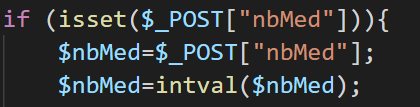 if (isset($_POST["nbMed"])){
$nbMed=$_POST["nbMed"];
$nbMed=intval($nbMed);